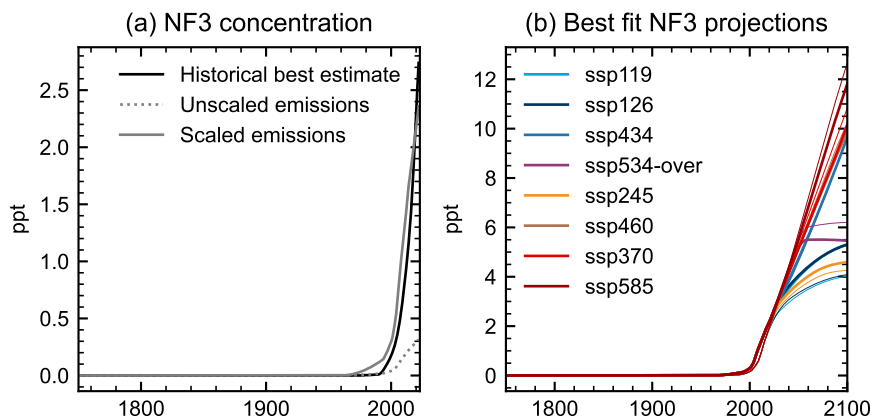 (a) NF3 concentration
ppt
2.5
2.0
1.5
1.0
0.5
0.0
Historical best estimate
Unscaled emissions
Scaled emissions
1800
1900
2000
(b) Best fit NF3 projections
ppt
12
10
8
6
4
2
0
ssp119
ssp126
ssp434
ssp534-over
ssp245
ssp460
ssp370
ssp585
1800
1900
2000
2100